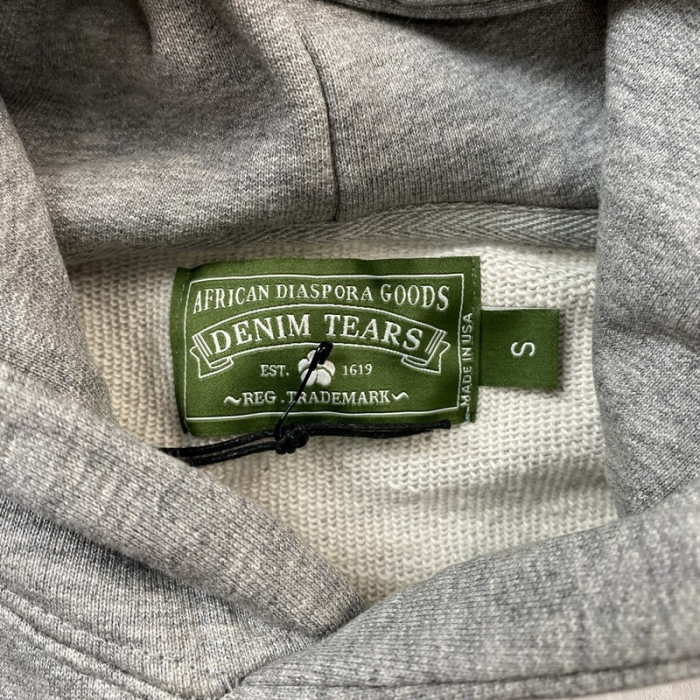 AFRICAN DIASPORA GOODS
DENIM TEARS
EST. 1619
~REG. TRADEMARK~
MADE IN USA
S